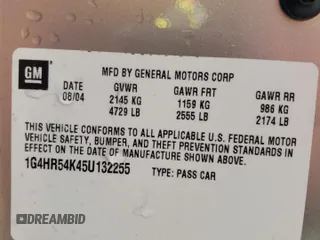 GM
MFD BY GENERAL MOTORS CORP
DATE GVWR GAWR FRT GAWR RR
08/04 2145 KG 1159 KG 986 KG
4729 LB 2555 LB 2174 LB
THIS VEHICLE CONFORMS TO ALL APPLICABLE U.S. FEDERAL MOTOR
VEHICLE SAFETY, BUMPER, AND THEFT PREVENTION STANDARDS IN
EFFECT ON THE DATE OF MANUFACTURE SHOWN ABOVE.
1G4HR54K45U132255 TYPE: PASS CAR
DREAMBID